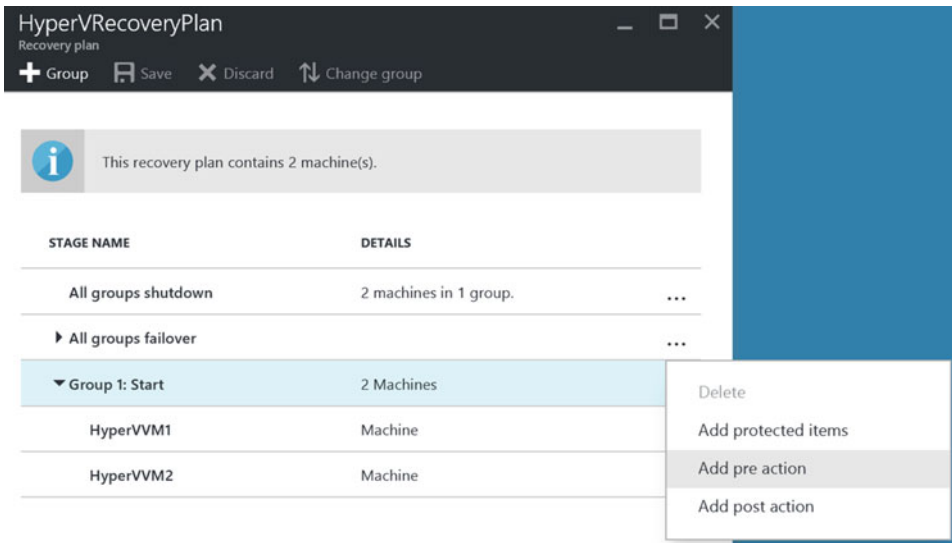 HyperVRecoveryPlan
Recovery plan
Group Save Discard Change group
This recovery plan contains 2 machine(s).
STAGE NAME DETAILS
All groups shutdown 2 machines in 1 group. ...
All groups failover ...
Group 1: Start 2 Machines
Delete
HyperVVM1 Machine
Add protected items
Add pre action
HyperVVM2 Machine
Add post action